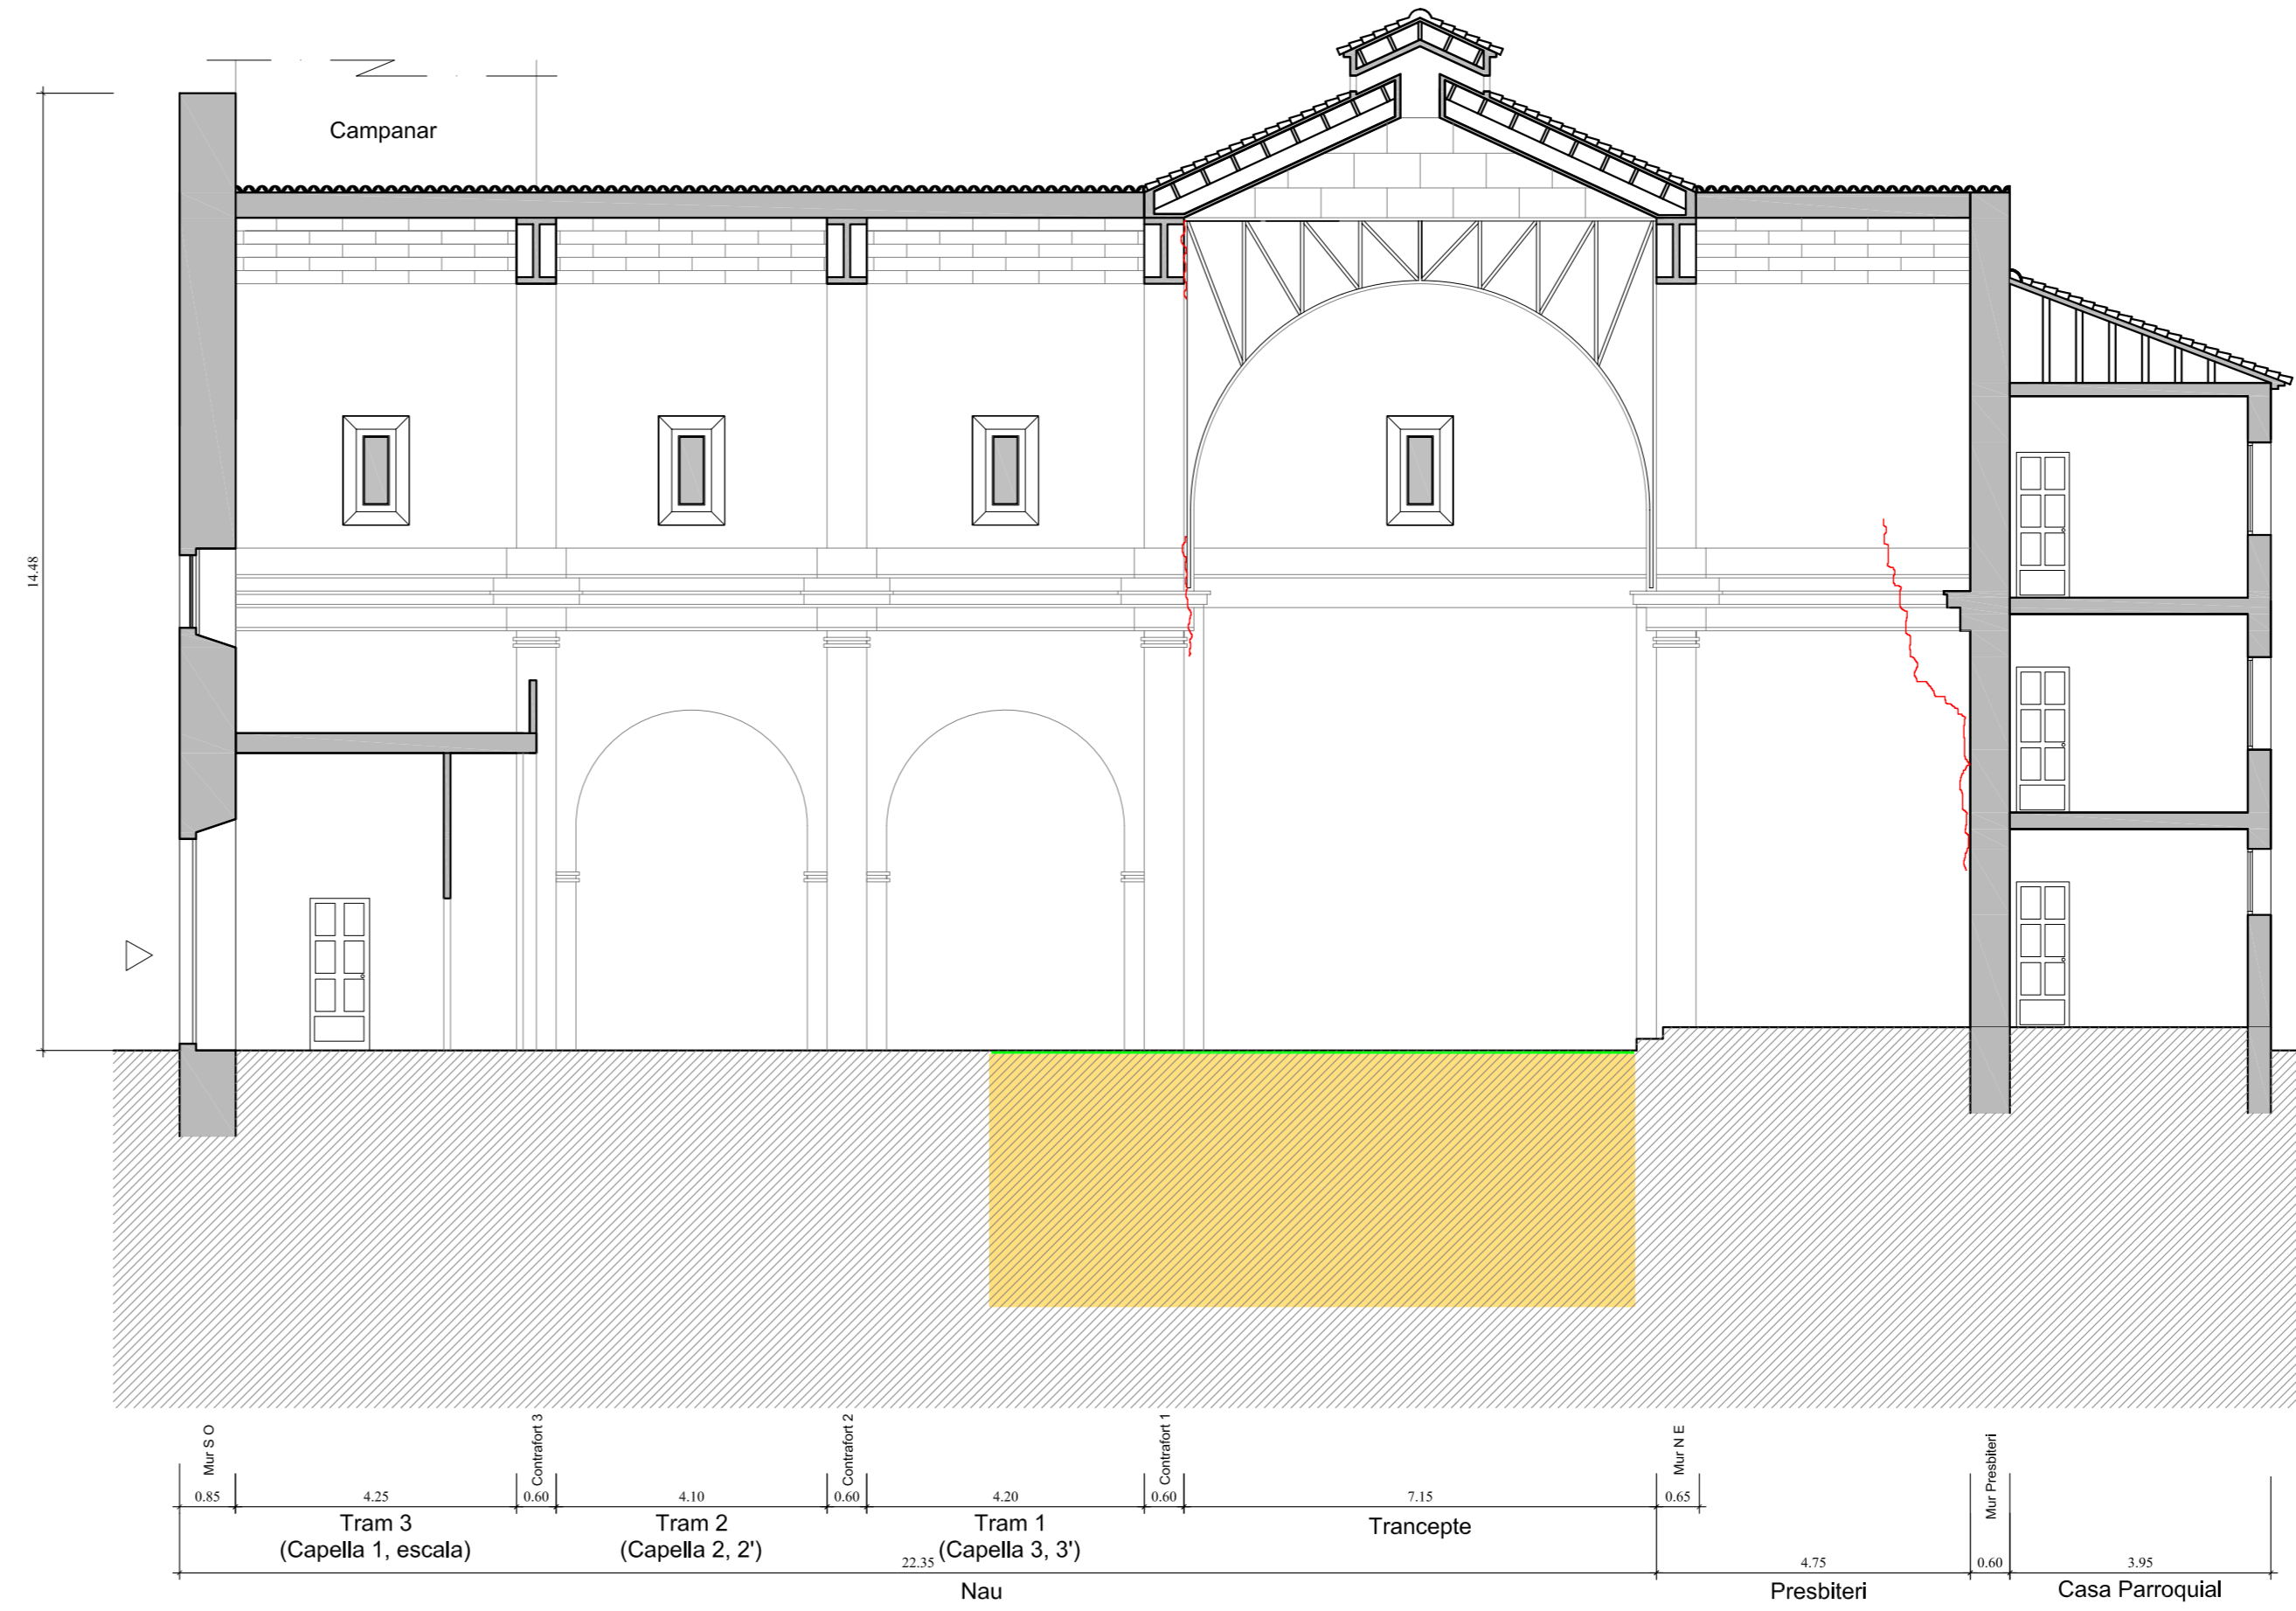 Campanar
14.48
Mur S O
Contrafort 3
Contrafort 2
Contrafort 1
Mur N E
Mur Presbiteri
0.85
4.25
0.60
4.10
0.60
4.20
0.60
7.15
0.65
Tram 3
(Capella 1, escala)
Tram 2
(Capella 2, 2')
Tram 1
(Capella 3, 3')
Trancepte
22.35
4.75
0.60
3.95
Nau
Presbiteri
Casa Parroquial